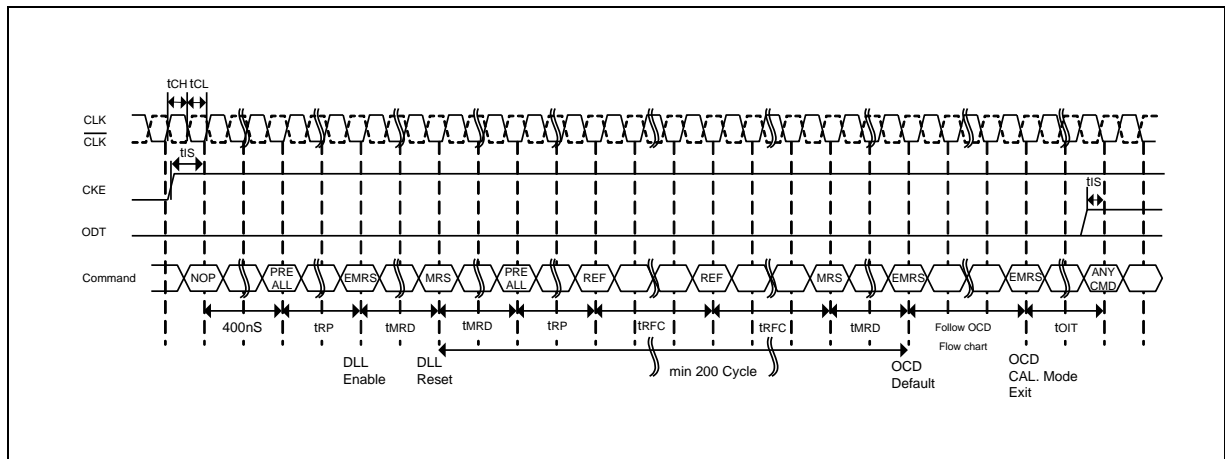 tCH tCL
CLK
CLK
tIS
CKE
tIS
ODT
Command
NOP
PRE
ALL
EMRS
MRS
PRE
ALL
REF
REF
MRS
EMRS
EMRS
ANY
CMD
400nS
tRP
tMRD
tMRD
tRP
tRFC
tRFC
tMRD
Follow OCD
Flow chart
tOIT
DLL
Enable
DLL
Reset
min 200 Cycle
OCD
Default
OCD
CAL. Mode
Exit